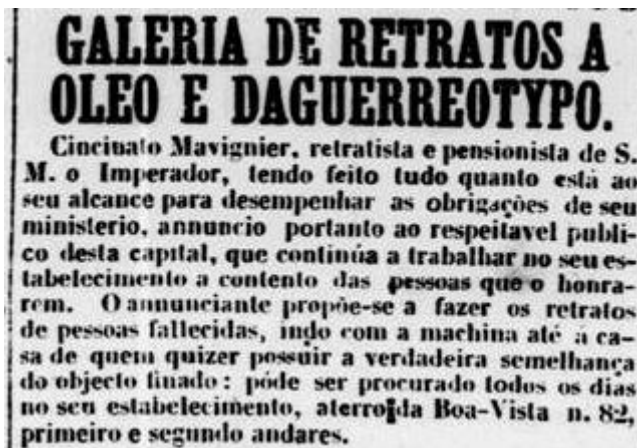 GALERIA DE RETRATOS A
OLEO E DAGUERREOTYPO.
Cincinato Mavignier, retratista e pensionista de S.
M. o Imperador, tendo feito tudo quanto está ao
seu alcance para desempenhar as obrigações de seu
ministerio, annuncio portanto ao respeitavel publi-
co desta capital, que continúa a trabalhar no seu es-
tabelecimento a contento das pessoas que o honra-
rem. O annunciante propõe-se a fazer os retratos
de pessoas fallecidas, indo com a machina até á ca-
sa de quem quizer possuir a verdadeira semelhança
do objecto finado: póde ser procurado todos os dias
no seu estabelecimento, aterro da Boa-Vista n. 82,
primeiro e segundo andares.